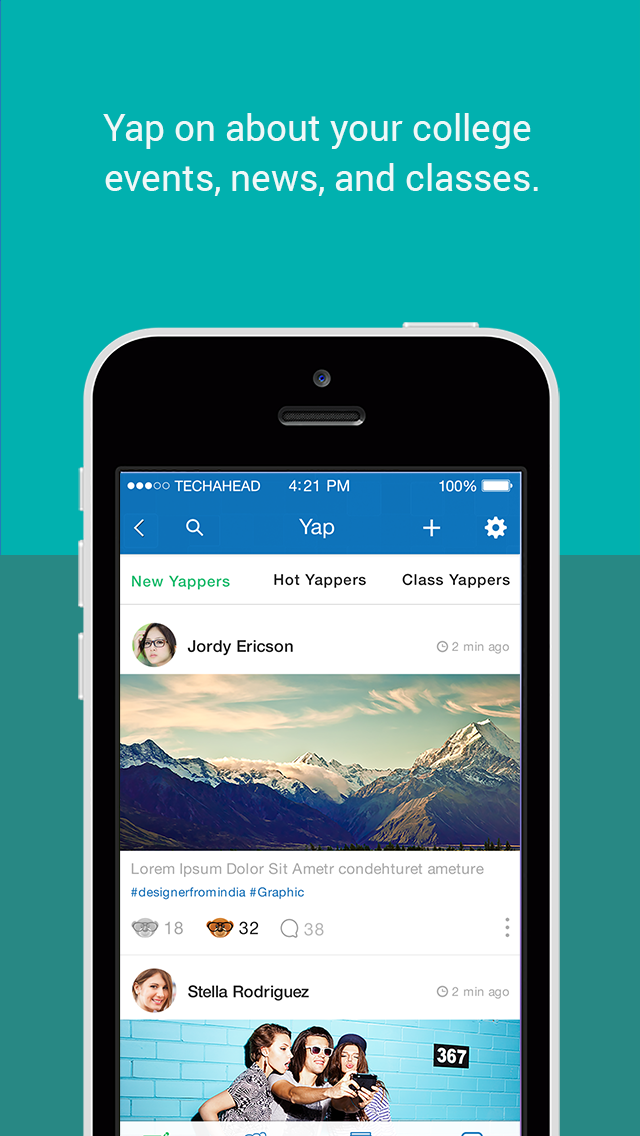 Yap on about your college
events, news, and classes.
TECHAHEAD 4:21 PM 100%
Yap
New Yappers Hot Yappers Class Yappers
Jordy Ericson 2 min ago
Lorem Ipsum Dolor Sit Ametr condehturet ameture
#designerfromindia #Graphic
18 32 38
Stella Rodriguez 2 min ago
367